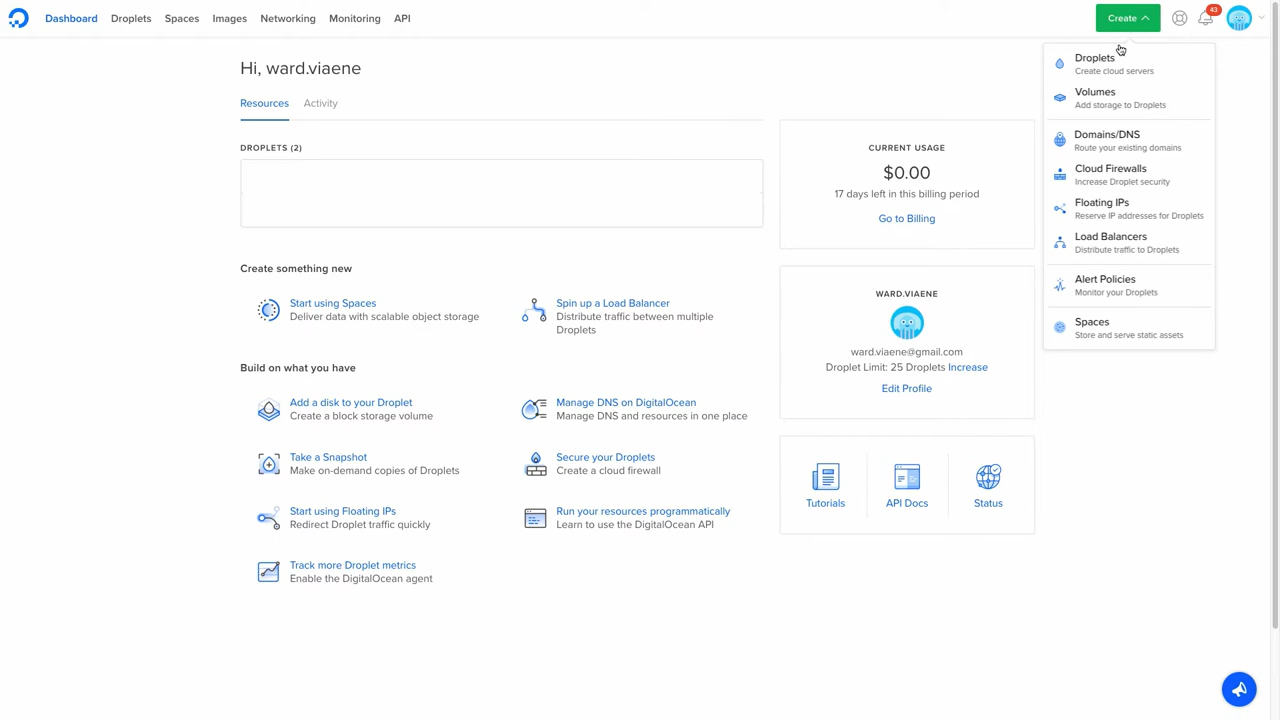 Dashboard Droplets Spaces Images Networking Monitoring API
Create
43
Droplets
Create cloud servers
Volumes
Add storage to Droplets
Domains/DNS
Route your existing domains
Cloud Firewalls
Increase Droplet security
Floating IPs
Reserve IP addresses for Droplets
Load Balancers
Distribute traffic to Droplets
Alert Policies
Monitor your Droplets
Spaces
Store and serve static assets
Hi, ward.viaene
Resources Activity
DROPLETS (2)
Create something new
Start using Spaces
Deliver data with scalable object storage
Spin up a Load Balancer
Distribute traffic between multiple
Droplets
Build on what you have
Add a disk to your Droplet
Create a block storage volume
Manage DNS on DigitalOcean
Manage DNS and resources in one place
Take a Snapshot
Make on-demand copies of Droplets
Secure your Droplets
Create a cloud firewall
Start using Floating IPs
Redirect Droplet traffic quickly
Run your resources programmatically
Learn to use the DigitalOcean API
Track more Droplet metrics
Enable the DigitalOcean agent
CURRENT USAGE
$0.00
17 days left in this billing period
Go to Billing
WARD.VIAENE
ward.viaene@gmail.com
Droplet Limit: 25 Droplets Increase
Edit Profile
Tutorials
API Docs
Status